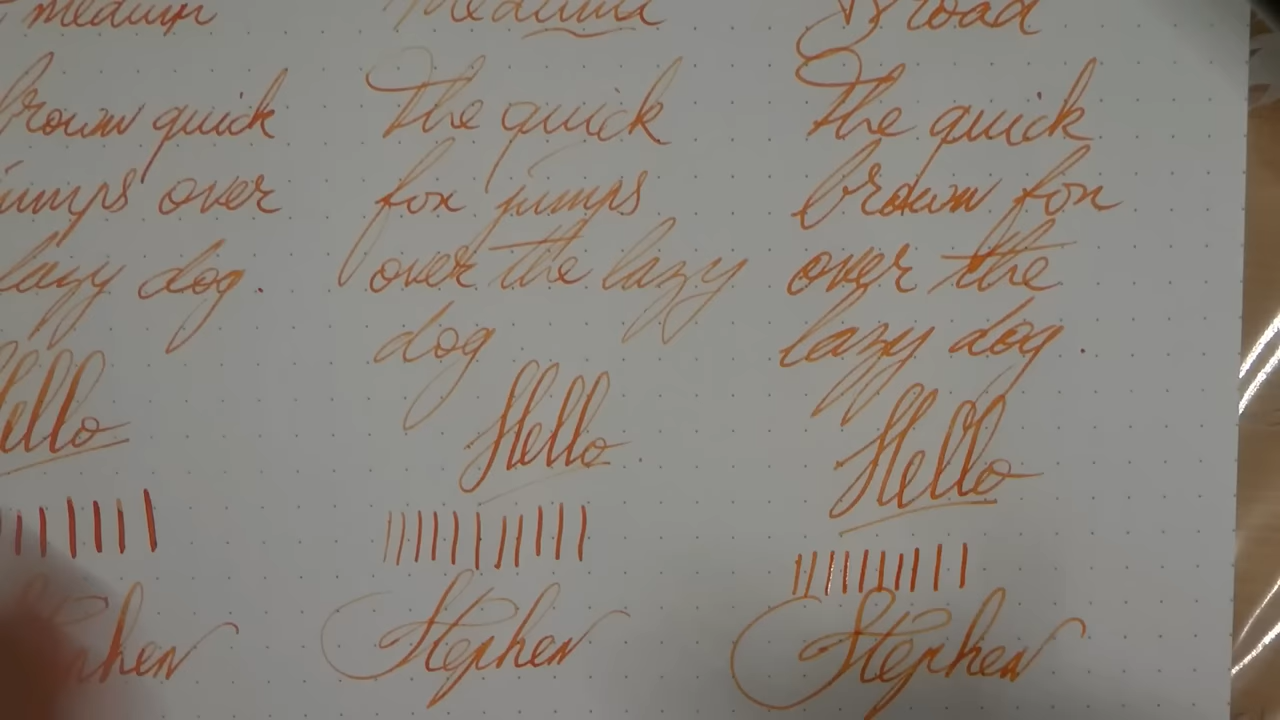 medium
brown quick
jumps over
lazy dog.
Hello
Medium
The quick
fox jumps
over the lazy
dog
Hello
Stephen
Broad
The quick
brown fox
over the
lazy dog.
Hello
Stephen